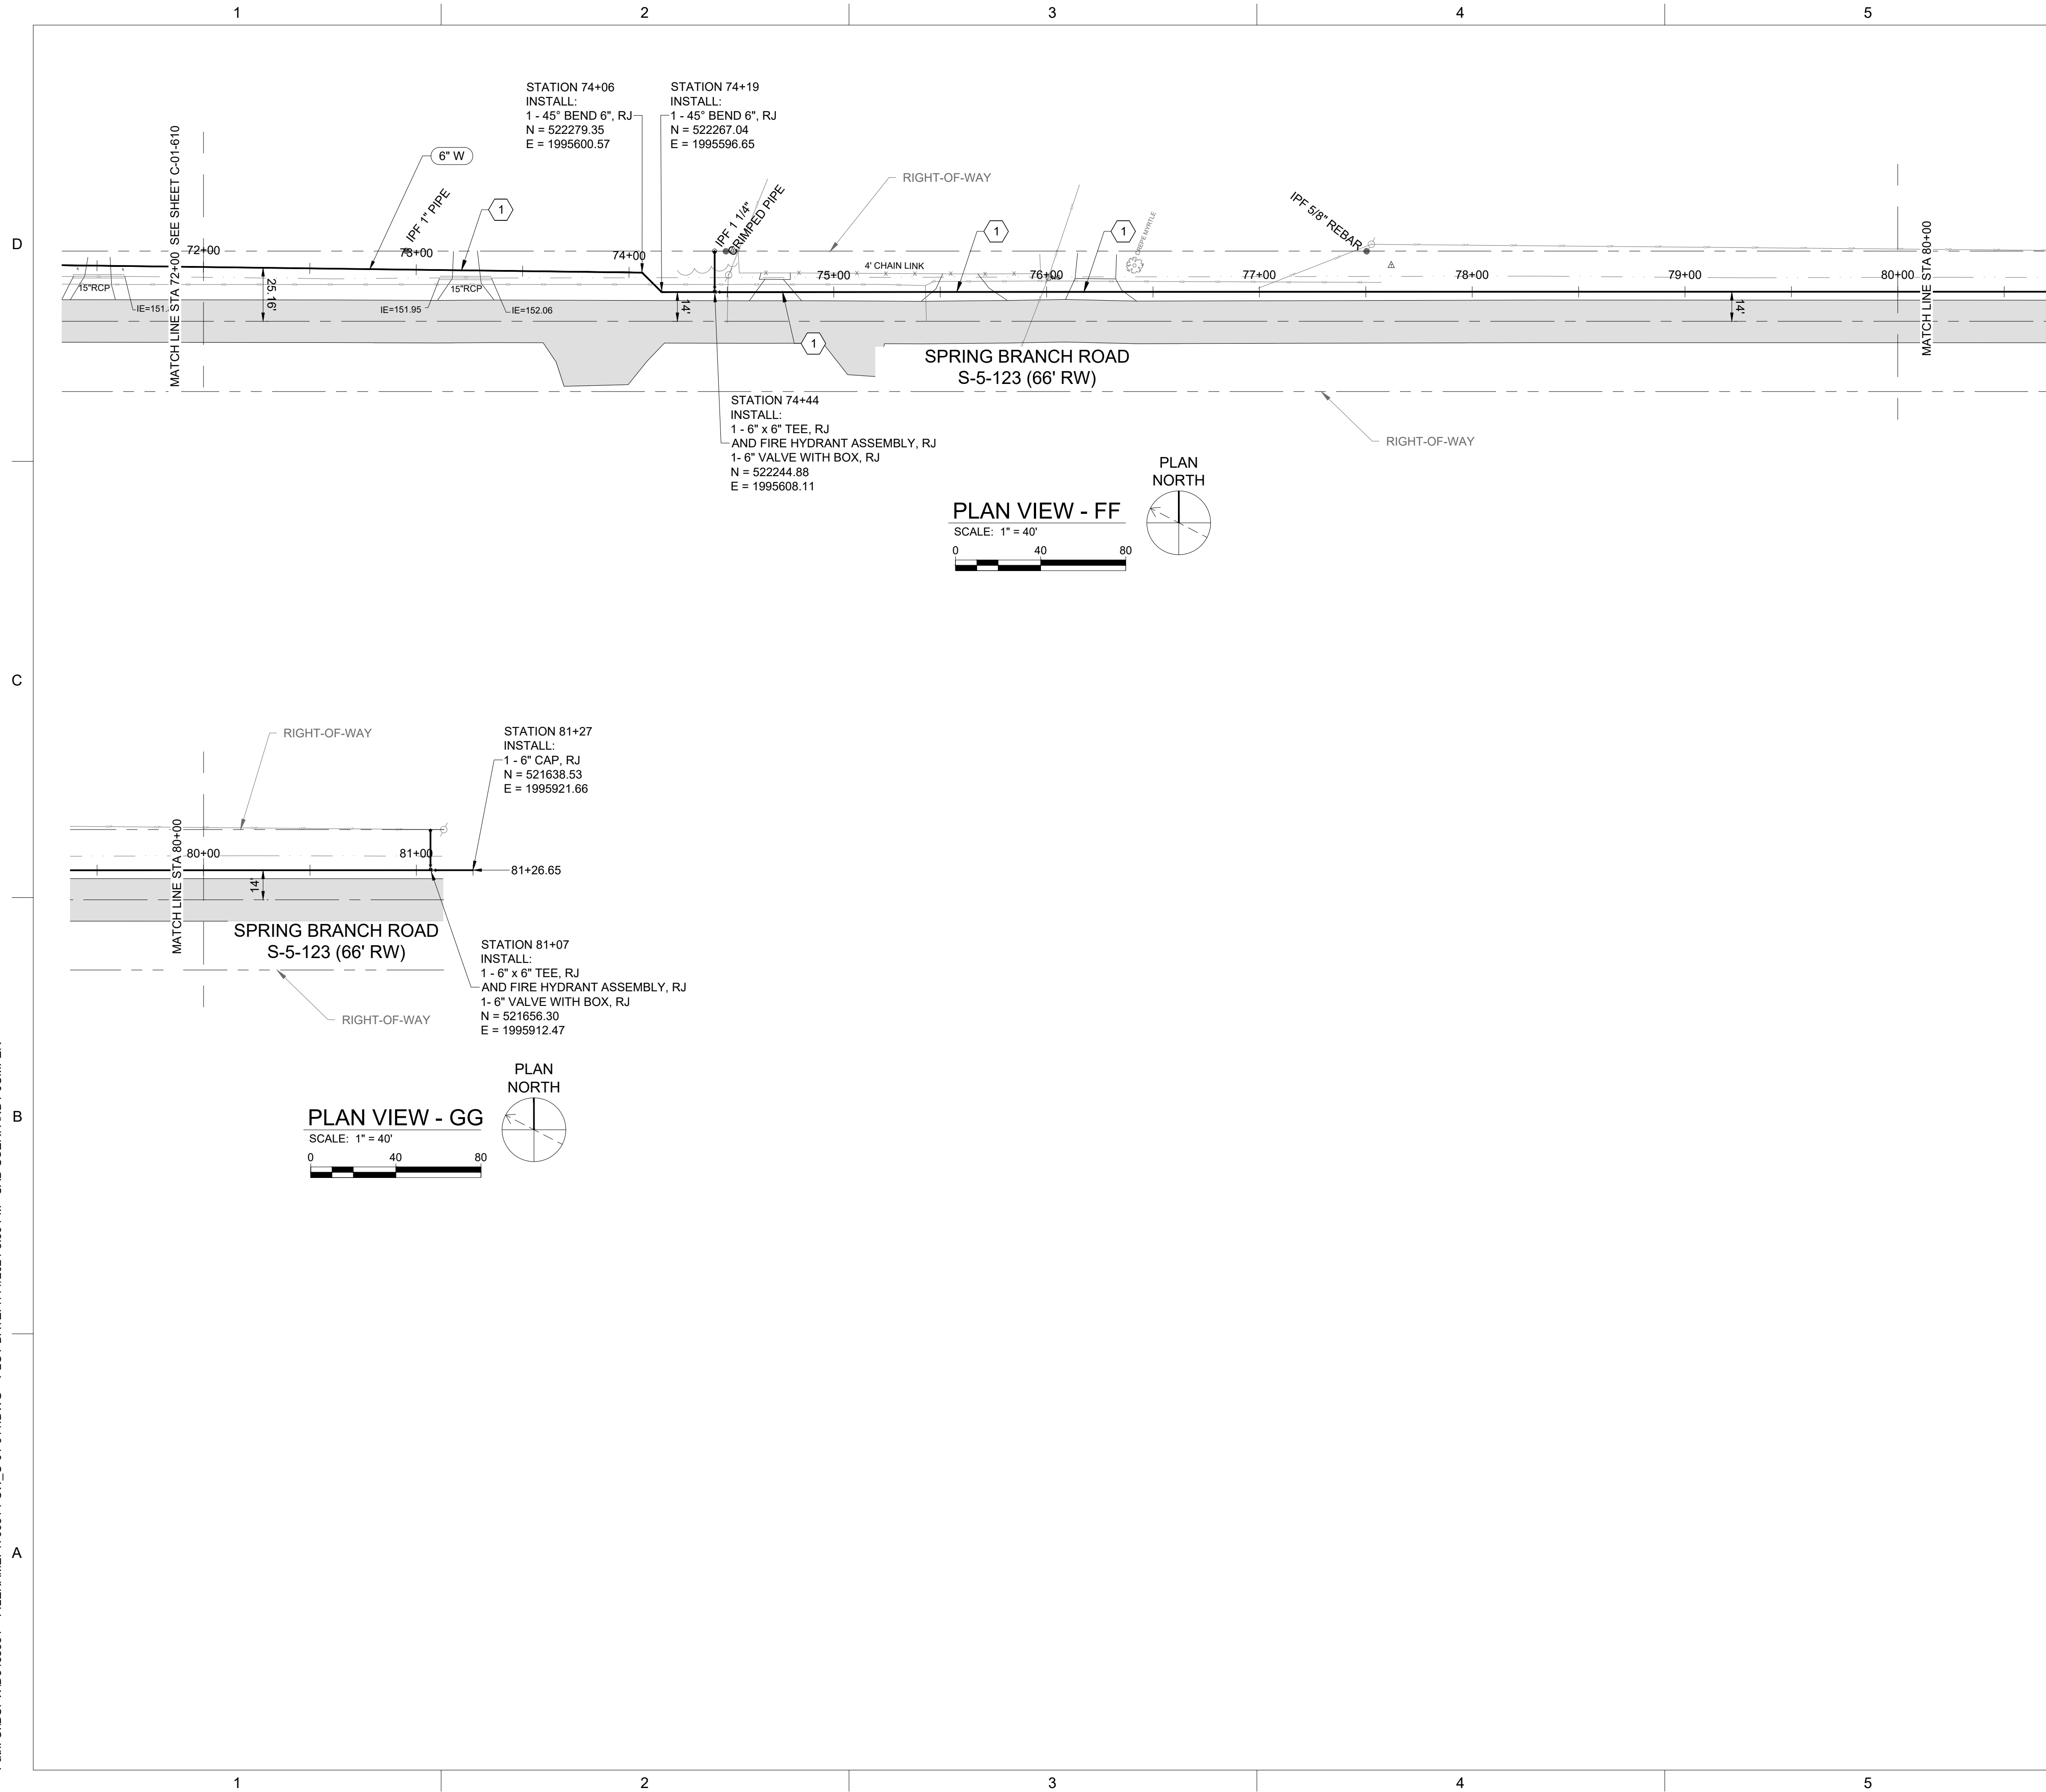 1
2
3
4
5
D
C
B
A
STATION 74+06
INSTALL:
1 - 45° BEND 6", RJ
N = 522279.35
E = 1995600.57
STATION 74+19
INSTALL:
1 - 45° BEND 6", RJ
N = 522267.04
E = 1995596.65
6" W
IPF 1" PIPE
1
MATCH LINE STA 72+00 SEE SHEET C-01-610
RIGHT-OF-WAY
IPF 1 1/4"
CRIMPED PIPE
1
1
CREPE MYRTLE
IPF 5/8" REBAR
MATCH LINE STA 80+00
72+00
73+00
74+00
75+00
76+00
77+00
78+00
79+00
80+00
4' CHAIN LINK
15"RCP
IE=151.
25.16'
15"RCP
IE=151.95
IE=152.06
14'
14'
1
SPRING BRANCH ROAD
S-5-123 (66' RW)
STATION 74+44
INSTALL:
1 - 6" x 6" TEE, RJ
AND FIRE HYDRANT ASSEMBLY, RJ
1- 6" VALVE WITH BOX, RJ
N = 522244.88
E = 1995608.11
RIGHT-OF-WAY
PLAN
NORTH
PLAN VIEW - FF
SCALE: 1" = 40'
0 40 80
RIGHT-OF-WAY
STATION 81+27
INSTALL:
1 - 6" CAP, RJ
N = 521638.53
E = 1995921.66
MATCH LINE STA 80+00
80+00
81+00
81+26.65
14'
SPRING BRANCH ROAD
S-5-123 (66' RW)
STATION 81+07
INSTALL:
1 - 6" x 6" TEE, RJ
AND FIRE HYDRANT ASSEMBLY, RJ
1- 6" VALVE WITH BOX, RJ
N = 521656.30
E = 1995912.47
RIGHT-OF-WAY
PLAN
NORTH
PLAN VIEW - GG
SCALE: 1" = 40'
0 40 80
1
2
3
4
5